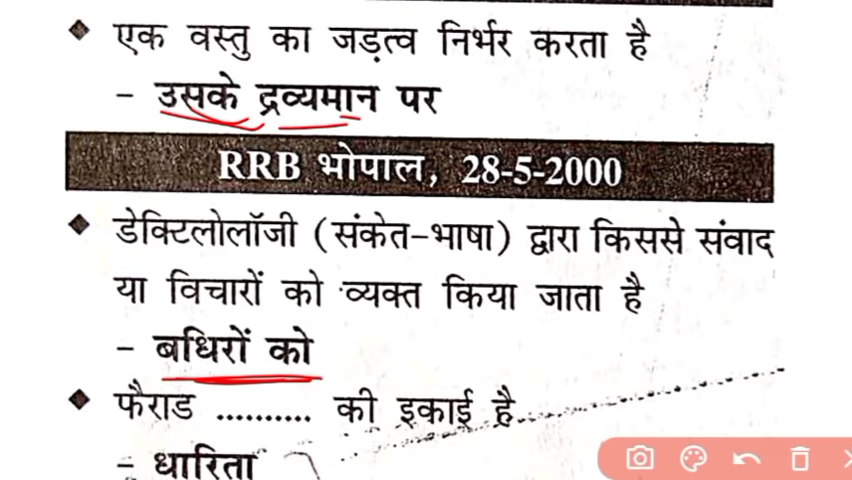 ◆ एक वस्तु का जड़त्व निर्भर करता है
– उसके द्रव्यमान पर
RRB भोपाल, 28-5-2000
◆ डेक्टिलोलॉजी (संकेत-भाषा) द्वारा किससे संवाद
या विचारों को व्यक्त किया जाता है
– बधिरों को
◆ फैराड .......... की इकाई है
– धारिता